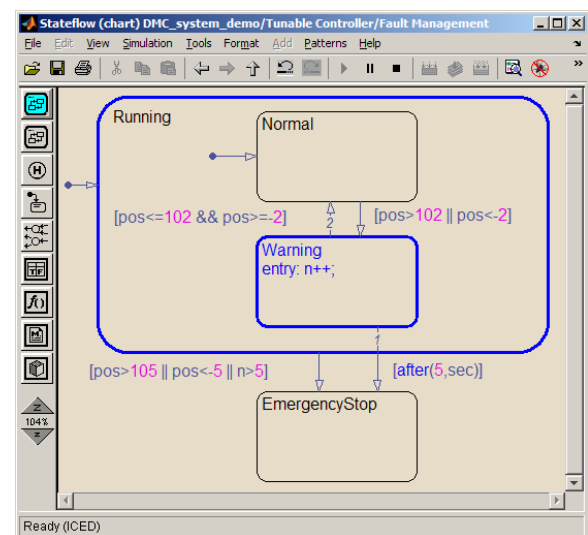 Stateflow (chart) DMC_system_demo/Tunable Controller/Fault Management
File Edit View Simulation Tools Format Add Patterns Help
Running
Normal
[pos<=102 && pos>=-2]
2
[pos>102 || pos<-2]
Warning
entry: n++;
1
[pos>105 || pos<-5 || n>5]
[after(5,sec)]
EmergencyStop
H
f()
M
Z
104%
z
Ready (ICED)